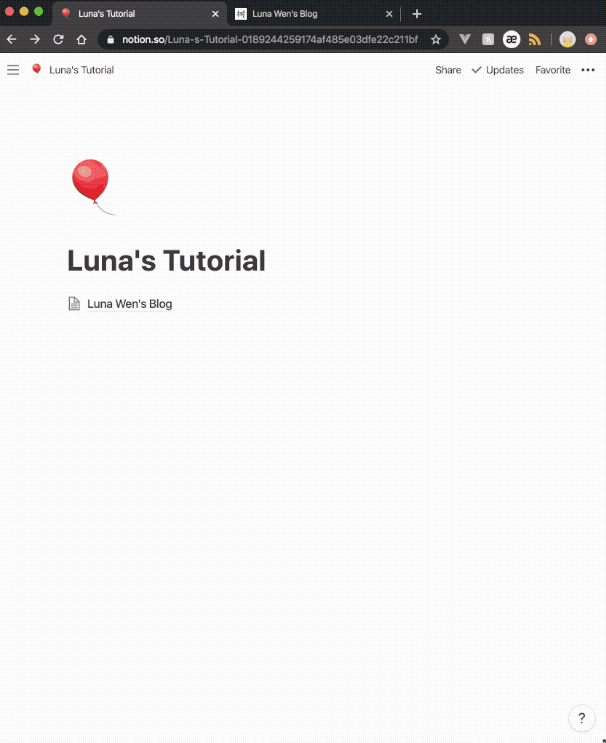 Luna's Tutorial
Luna Wen's Blog
notion.so/Luna-s-Tutorial-0189244259174af485e03dfe22c211bf
æ
Luna's Tutorial
Share
Updates
Favorite
Luna's Tutorial
Luna Wen's Blog
?